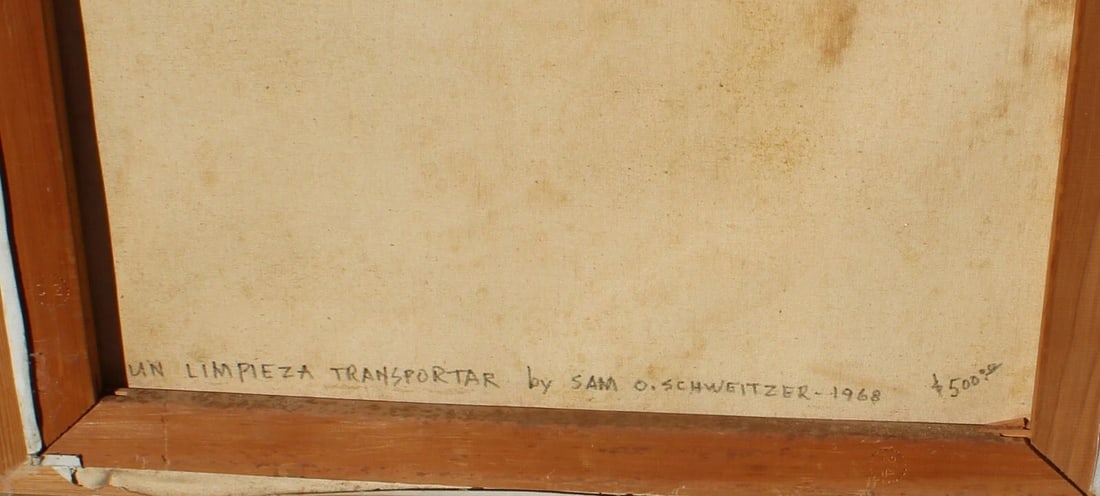 UN LIMPIEZA TRANSPORTAR by SAM O. SCHWEITZER - 1968 $500.00